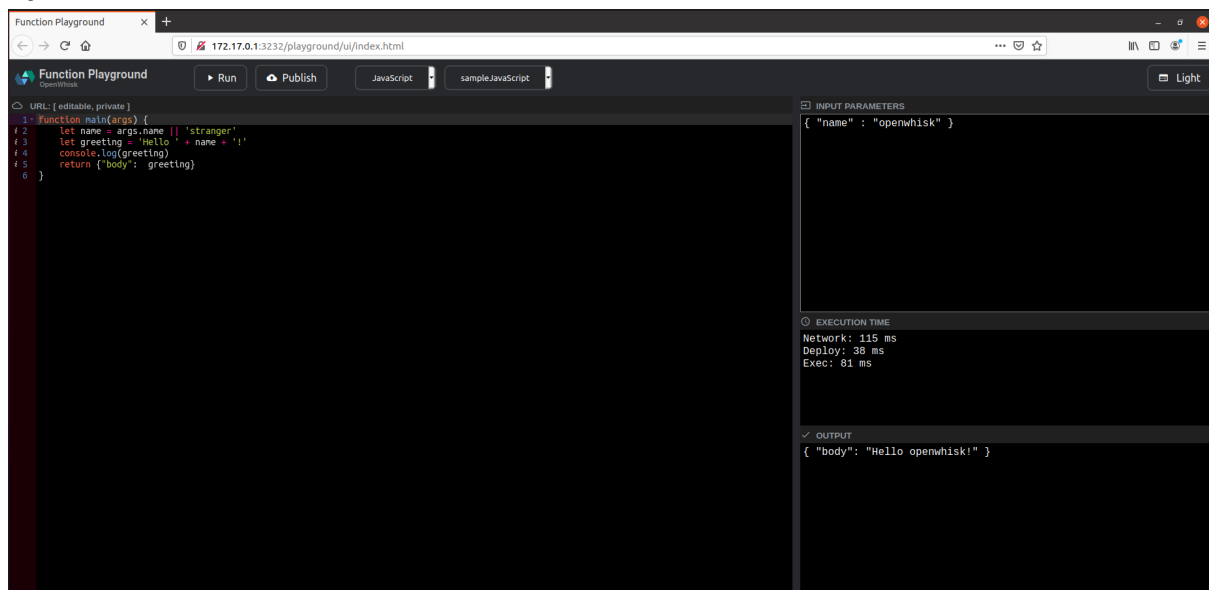 Function Playground
172.17.0.1:3232/playground/ui/index.html
Function Playground
OpenWhisk
Run
Publish
JavaScript
sampleJavaScript
Light
URL: [ editable, private ]
1 function main(args) {
i 2 let name = args.name || 'stranger'
i 3 let greeting = 'Hello ' + name + '!'
i 4 console.log(greeting)
i 5 return {"body":  greeting}
6 }
INPUT PARAMETERS
{ "name" : "openwhisk" }
EXECUTION TIME
Network: 115 ms
Deploy: 38 ms
Exec: 81 ms
OUTPUT
{ "body": "Hello openwhisk!" }